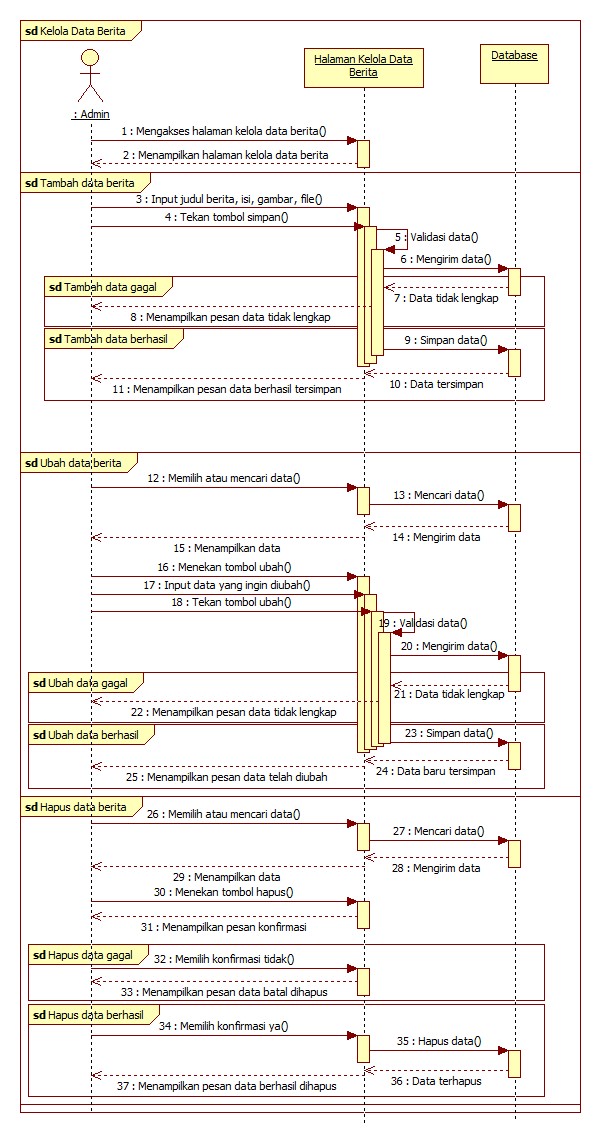 sd Kelola Data Berita
Halaman Kelola Data
Berita
Database
: Admin
1 : Mengakses halaman kelola data berita()
2 : Menampilkan halaman kelola data berita
sd Tambah data berita
3 : Input judul berita, isi, gambar, file()
4 : Tekan tombol simpan()
5 : Validasi data()
6 : Mengirim data()
sd Tambah data gagal
7 : Data tidak lengkap
8 : Menampilkan pesan data tidak lengkap
sd Tambah data berhasil
9 : Simpan data()
10 : Data tersimpan
11 : Menampilkan pesan data berhasil tersimpan
sd Ubah data berita
12 : Memilih atau mencari data()
13 : Mencari data()
14 : Mengirim data
15 : Menampilkan data
16 : Menekan tombol ubah()
17 : Input data yang ingin diubah()
18 : Tekan tombol ubah()
19 : Validasi data()
20 : Mengirim data()
sd Ubah data gagal
21 : Data tidak lengkap
22 : Menampilkan pesan data tidak lengkap
sd Ubah data berhasil
23 : Simpan data()
24 : Data baru tersimpan
25 : Menampilkan pesan data telah diubah
sd Hapus data berita
26 : Memilih atau mencari data()
27 : Mencari data()
28 : Mengirim data
29 : Menampilkan data
30 : Menekan tombol hapus()
31 : Menampilkan pesan konfirmasi
sd Hapus data gagal
32 : Memilih konfirmasi tidak()
33 : Menampilkan pesan data batal dihapus
sd Hapus data berhasil
34 : Memilih konfirmasi ya()
35 : Hapus data()
36 : Data terhapus
37 : Menampilkan pesan data berhasil dihapus